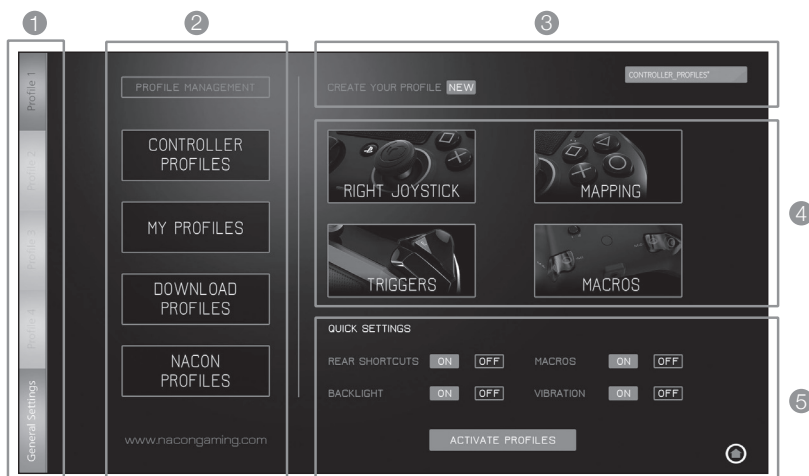 1
2
3
4
5
Profile 1
Profile 2
Profile 3
Profile 4
General Settings
PROFILE MANAGEMENT
CONTROLLER
PROFILES
MY PROFILES
DOWNLOAD
PROFILES
NACON
PROFILES
www.nacongaming.com
CREATE YOUR PROFILE NEW
CONTROLLER_PROFILES*
RIGHT JOYSTICK
MAPPING
TRIGGERS
MACROS
QUICK SETTINGS
REAR SHORTCUTS ON OFF MACROS ON OFF
BACKLIGHT ON OFF VIBRATION ON OFF
ACTIVATE PROFILES